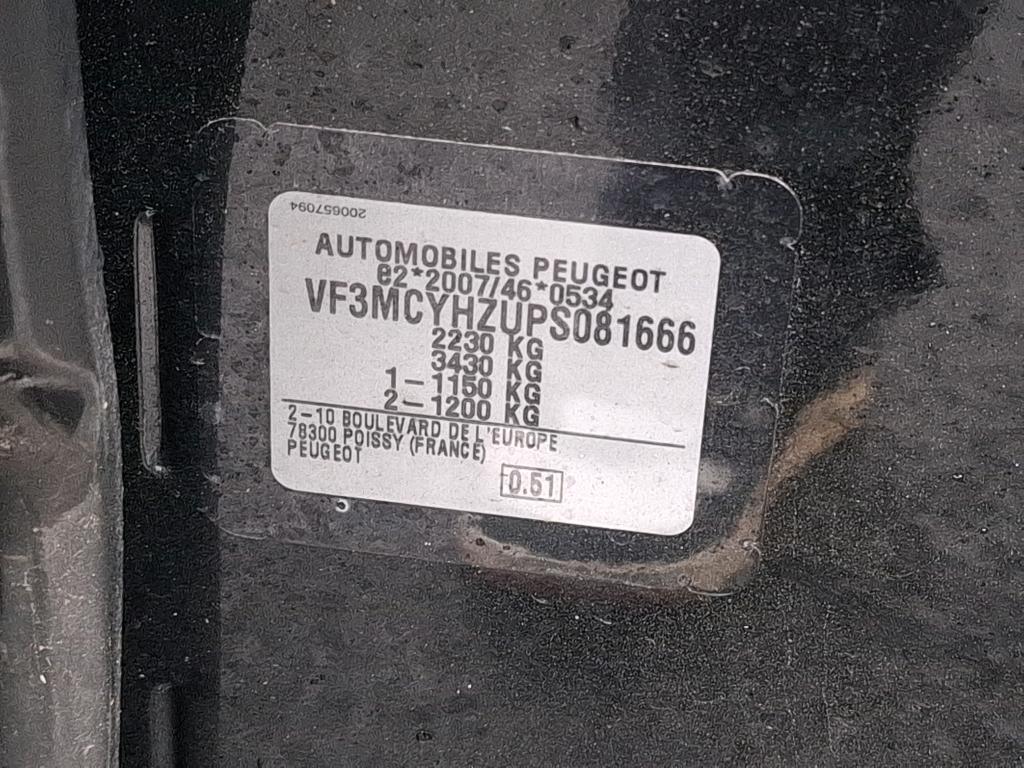 200657094
AUTOMOBILES PEUGEOT
e2*2007/46*0534
VF3MCYHZUPS081666
2230 KG
3430 KG
1-1150 KG
2-1200 KG
2-10 BOULEVARD DE L'EUROPE
78300 POISSY (FRANCE)
PEUGEOT
0.51